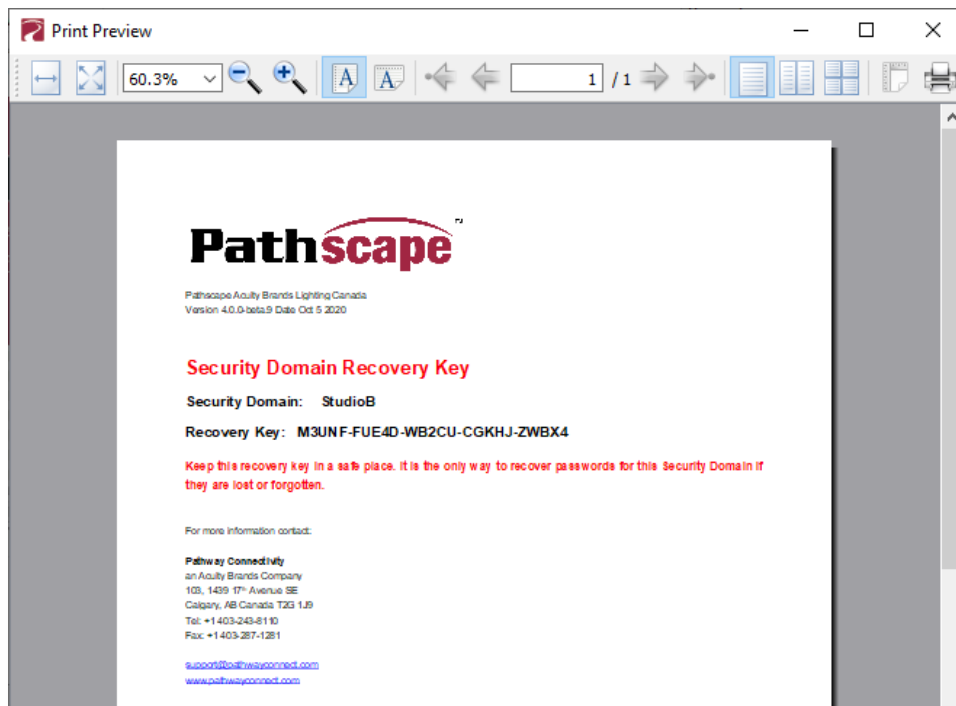 Print Preview
60.3%
A
A
1 / 1
Pathscape
Pathscape Acuity Brands Lighting Canada
Version 4.0.0-beta.9 Date Oct 5 2020
Security Domain Recovery Key
Security Domain: StudioB
Recovery Key: M3UNF-FUE4D-WB2CU-CGKHJ-ZWBX4
Keep this recovery key in a safe place. It is the only way to recover passwords for this Security Domain if
they are lost or forgotten.
For more information contact:
Pathway Connectivity
an Acuity Brands Company
103, 1439 17th Avenue SE
Calgary, AB Canada T2G 1J9
Tel: +1 403-243-8110
Fax: +1 403-287-1281
support@pathwayconnect.com
www.pathwayconnect.com